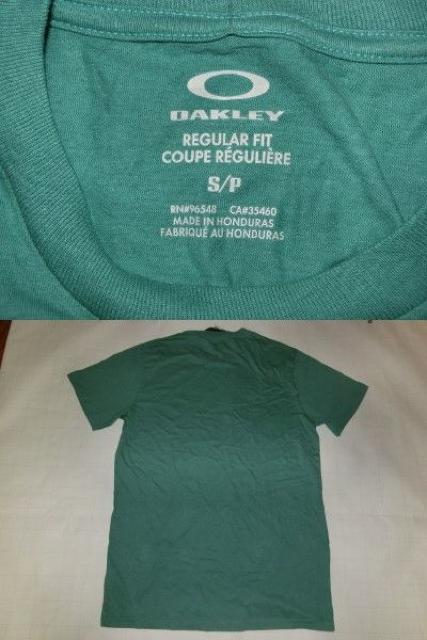 OAKLEY
REGULAR FIT
COUPE RÉGULIÈRE
S/P
RN#96548 CA#35460
MADE IN HONDURAS
FABRIQUÉ AU HONDURAS